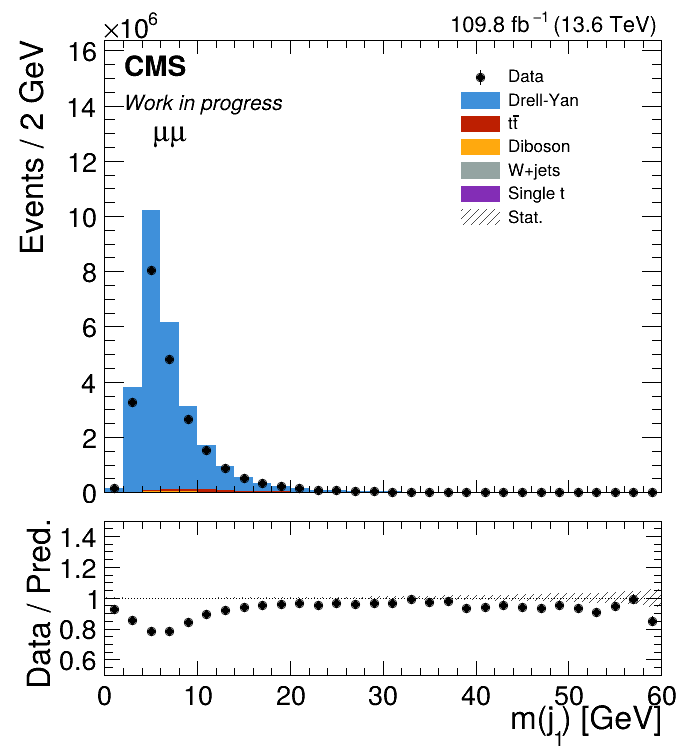 ×10⁶
109.8 fb⁻¹ (13.6 TeV)
Events / 2 GeV
16
14
12
10
8
6
4
2
0
CMS
Work in progress
μμ
Data
Drell-Yan
tt̅
Diboson
W+jets
Single t
Stat.
Data / Pred.
1.4
1.2
1
0.8
0.6
0 10 20 30 40 50 60
m(j₁) [GeV]